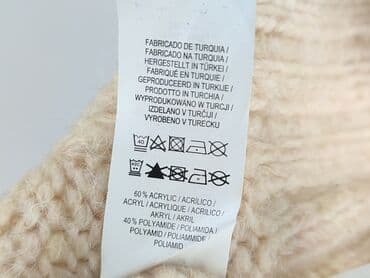 FABRICADO DE TURQUIA /
FABRICADO NA TURQUIA /
HERGESTELLT IN TÜRKEI /
FABRIQUÉ EN TURQUIE /
GEPRODUCEERD IN TURKIJE /
PRODOTTO IN TURCHIA /
WYPRODUKOWANO W TURCJI /
IZDELANO V TURČIJI /
VYROBENO V TURECKU
40
60% ACRYLIC / ACRÍLICO /
ACRYL / ACRYLIQUE / ACRILICO /
AKRYL / AKRIL
40% POLYAMIDE / POLIAMIDA /
POLYAMID / POLIAMMIDE /
POLIAMID